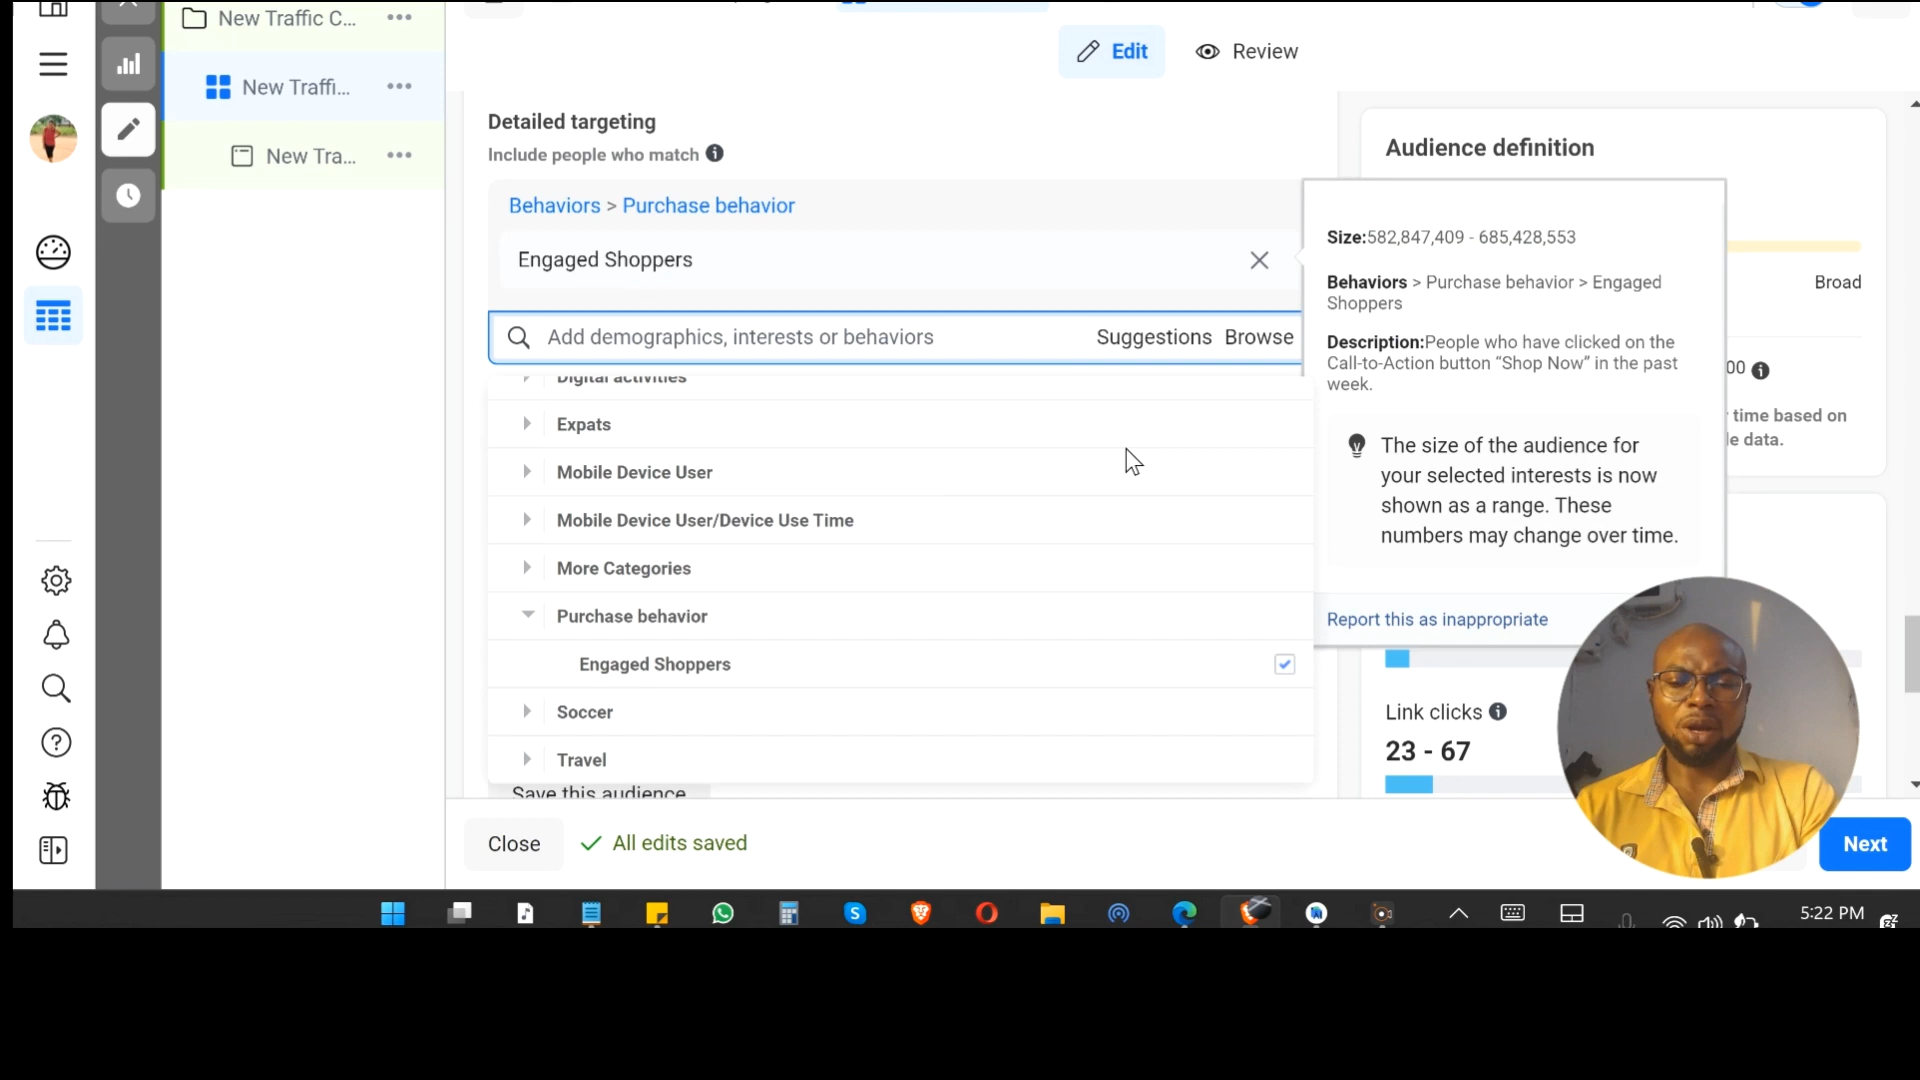 New Traffic C...
Edit
Review
New Traffi...
New Tra...
Detailed targeting
Include people who match
Behaviors > Purchase behavior
Engaged Shoppers
Add demographics, interests or behaviors
Suggestions
Browse
Digital activities
Expats
Mobile Device User
Mobile Device User/Device Use Time
More Categories
Purchase behavior
Engaged Shoppers
Soccer
Travel
Save this audience
Audience definition
Size:582,847,409 - 685,428,553
Broad
Behaviors > Purchase behavior > Engaged
Shoppers
Description:People who have clicked on the
Call-to-Action button “Shop Now” in the past
week.
00
time based on
data.
The size of the audience for
your selected interests is now
shown as a range. These
numbers may change over time.
Report this as inappropriate
Link clicks
23 - 67
Close
All edits saved
Next
5:22 PM